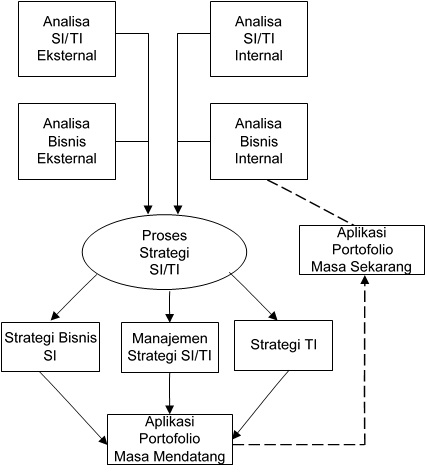 Analisa
SI/TI
Eksternal
Analisa
SI/TI
Internal
Analisa
Bisnis
Eksternal
Analisa
Bisnis
Internal
Proses
Strategi
SI/TI
Aplikasi
Portofolio
Masa Sekarang
Strategi Bisnis
SI
Manajemen
Strategi SI/TI
Strategi TI
Aplikasi
Portofolio
Masa Mendatang